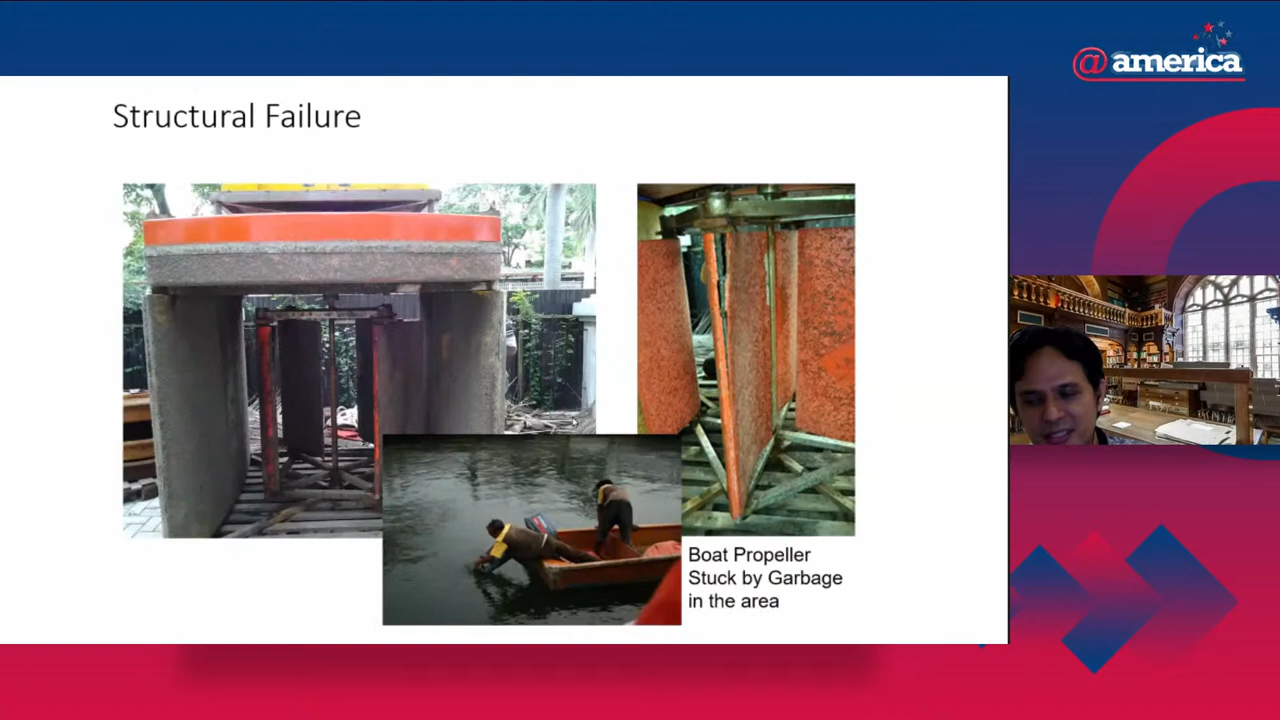 @america
Structural Failure
Boat Propeller
Stuck by Garbage
in the area